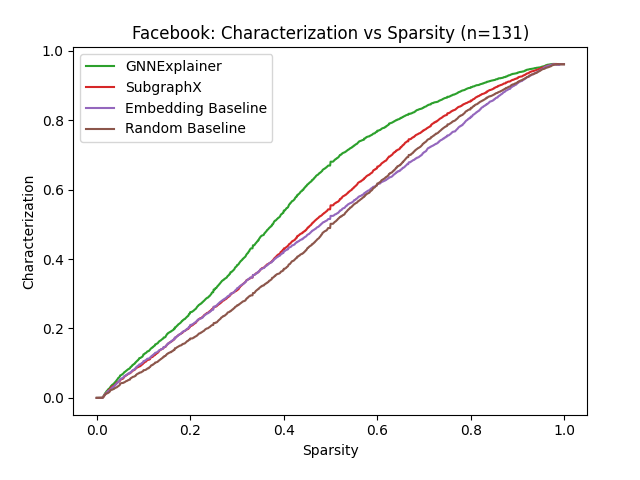 Facebook: Characterization vs Sparsity (n=131)
GNNExplainer
SubgraphX
Embedding Baseline
Random Baseline
1.0
0.8
0.6
0.4
0.2
0.0
Characterization
0.0 0.2 0.4 0.6 0.8 1.0
Sparsity